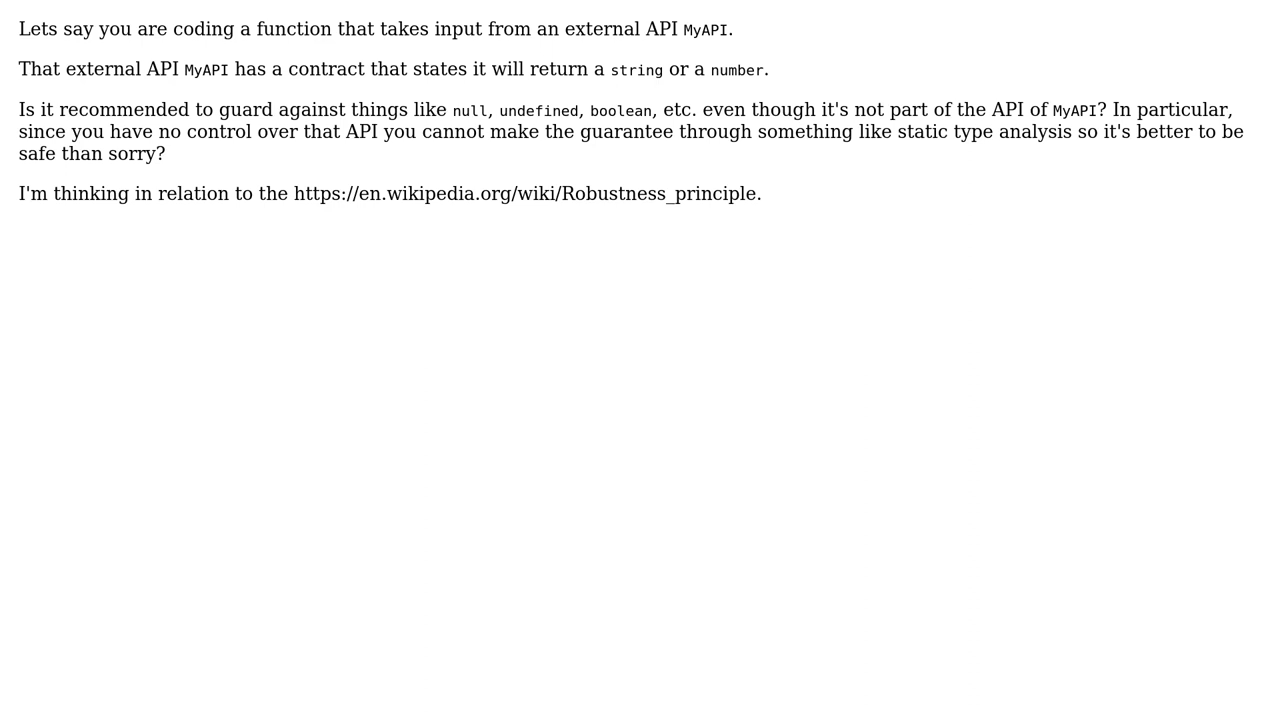 Lets say you are coding a function that takes input from an external API MyAPI.
That external API MyAPI has a contract that states it will return a string or a number.
Is it recommended to guard against things like null, undefined, boolean, etc. even though it's not part of the API of MyAPI? In particular,
since you have no control over that API you cannot make the guarantee through something like static type analysis so it's better to be
safe than sorry?
I'm thinking in relation to the https://en.wikipedia.org/wiki/Robustness_principle.